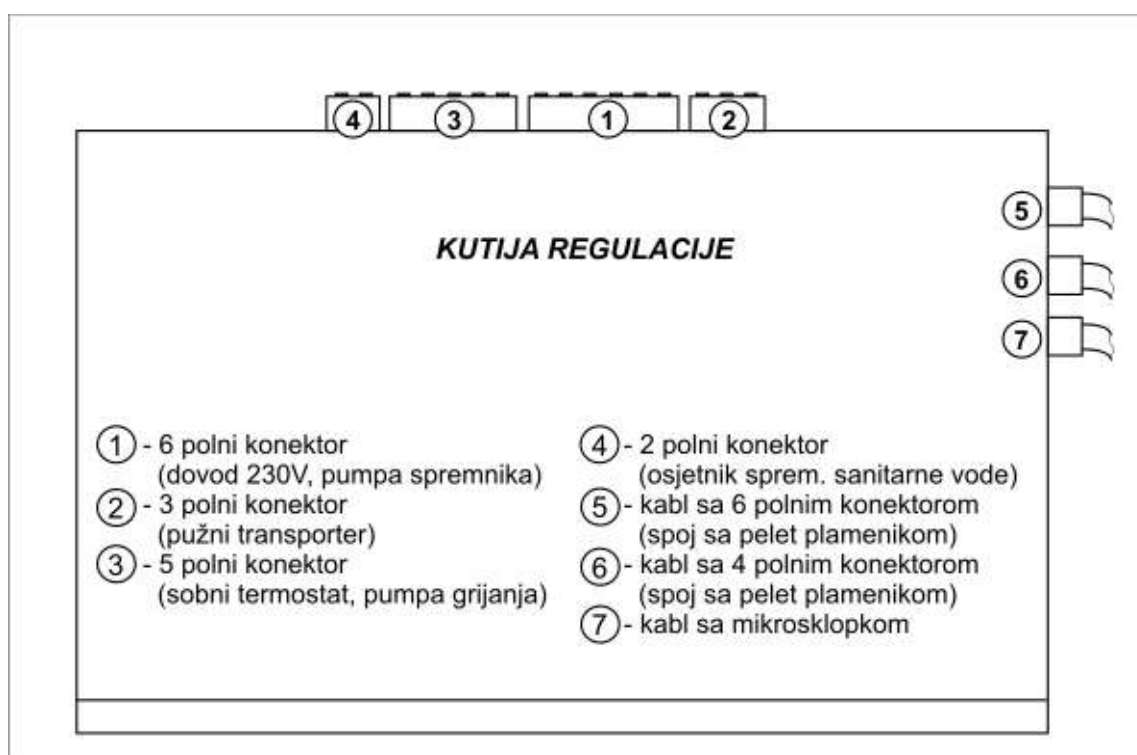 4 3 1 2
5
KUTIJA REGULACIJE
6
7
1 - 6 polni konektor
(dovod 230V, pumpa spremnika)
2 - 3 polni konektor
(pužni transporter)
3 - 5 polni konektor
(sobni termostat, pumpa grijanja)
4 - 2 polni konektor
(osjetnik sprem. sanitarne vode)
5 - kabl sa 6 polnim konektorom
(spoj sa pelet plamenikom)
6 - kabl sa 4 polnim konektorom
(spoj sa pelet plamenikom)
7 - kabl sa mikrosklopkom